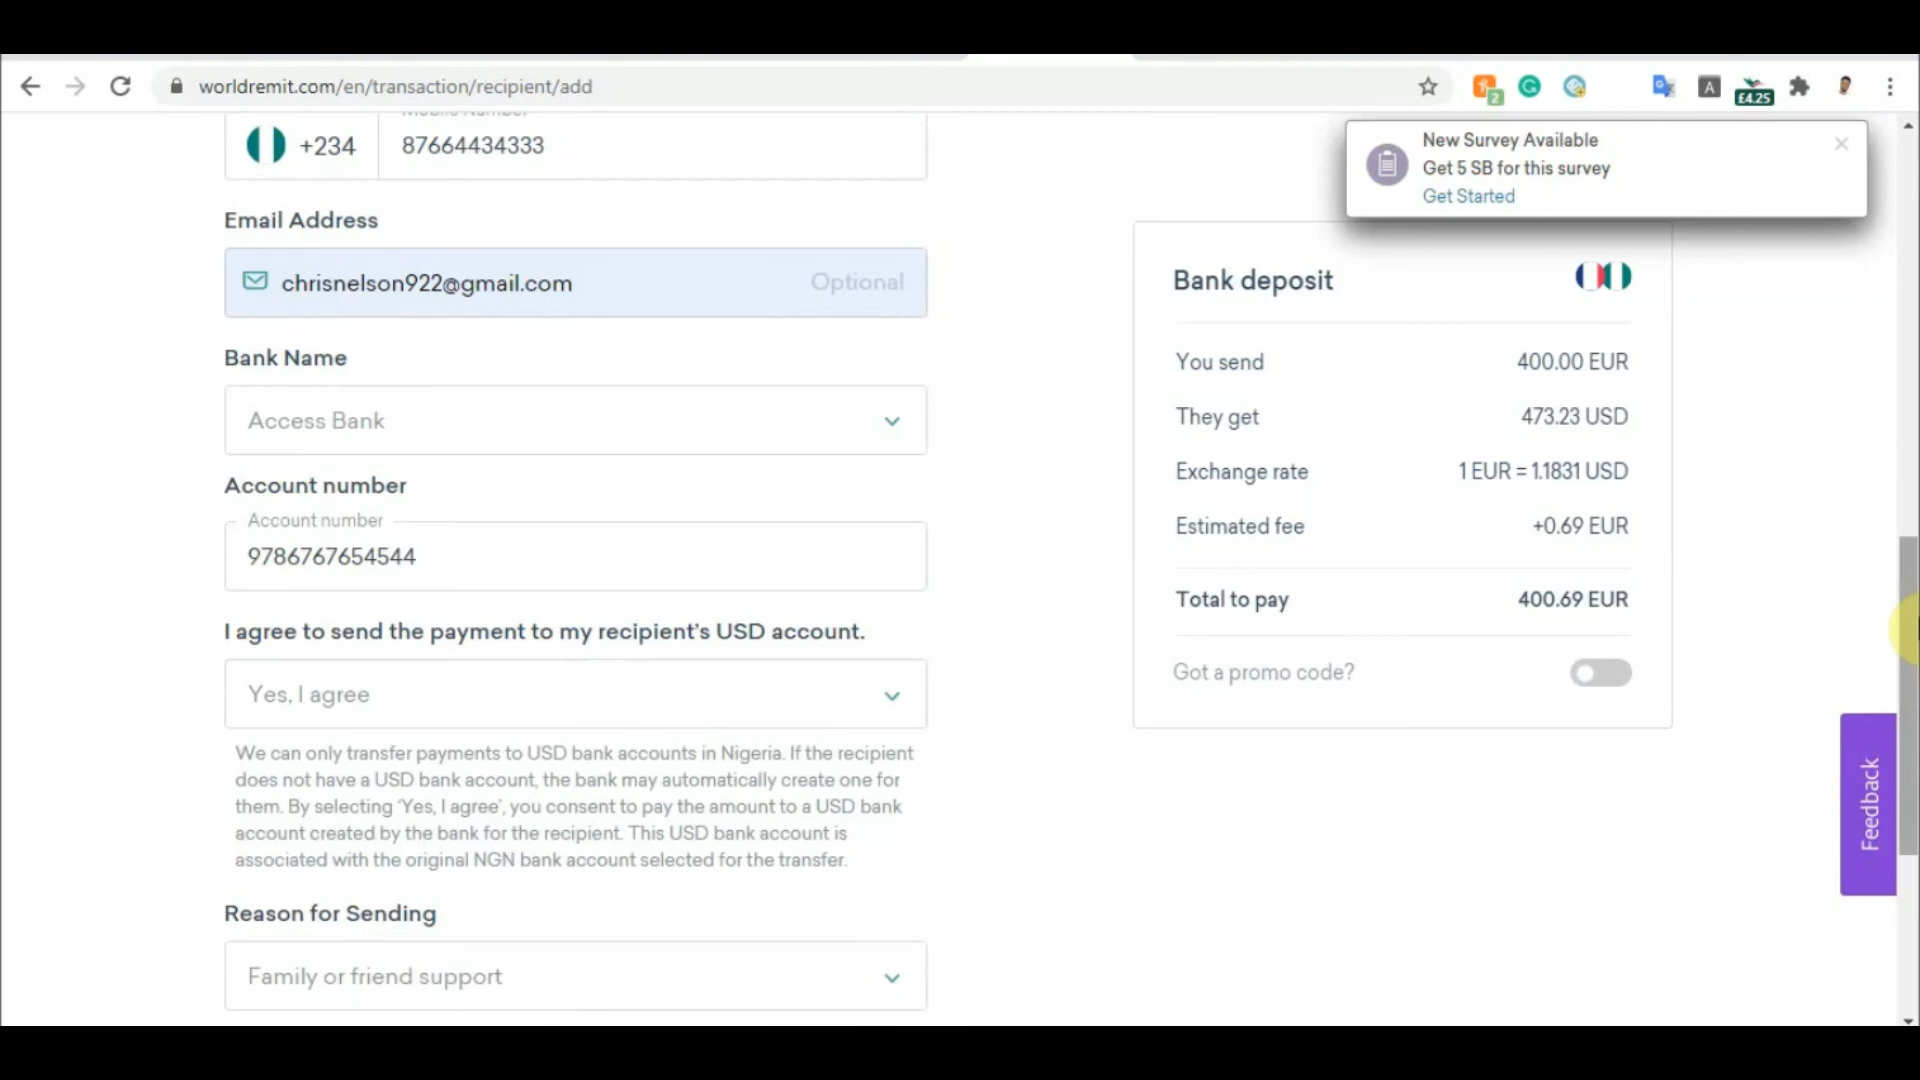 worldremit.com/en/transaction/recipient/add
2
A
£4.25
New Survey Available
Get 5 SB for this survey
Get Started
Mobile Number
+234
87664434333
Email Address
chrisnelson922@gmail.com
Optional
Bank Name
Access Bank
Account number
Account number
9786767654544
I agree to send the payment to my recipient's USD account.
Yes, I agree
We can only transfer payments to USD bank accounts in Nigeria. If the recipient
does not have a USD bank account, the bank may automatically create one for
them. By selecting 'Yes, I agree', you consent to pay the amount to a USD bank
account created by the bank for the recipient. This USD bank account is
associated with the original NGN bank account selected for the transfer.
Reason for Sending
Family or friend support
Bank deposit
You send 400.00 EUR
They get 473.23 USD
Exchange rate 1 EUR = 1.1831 USD
Estimated fee +0.69 EUR
Total to pay 400.69 EUR
Got a promo code?
Feedback